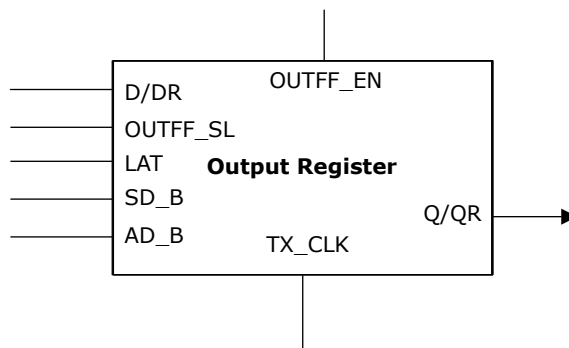 OUTFF_EN
D/DR
OUTFF_SL
LAT
Output Register
SD_B
Q/QR
AD_B
TX_CLK